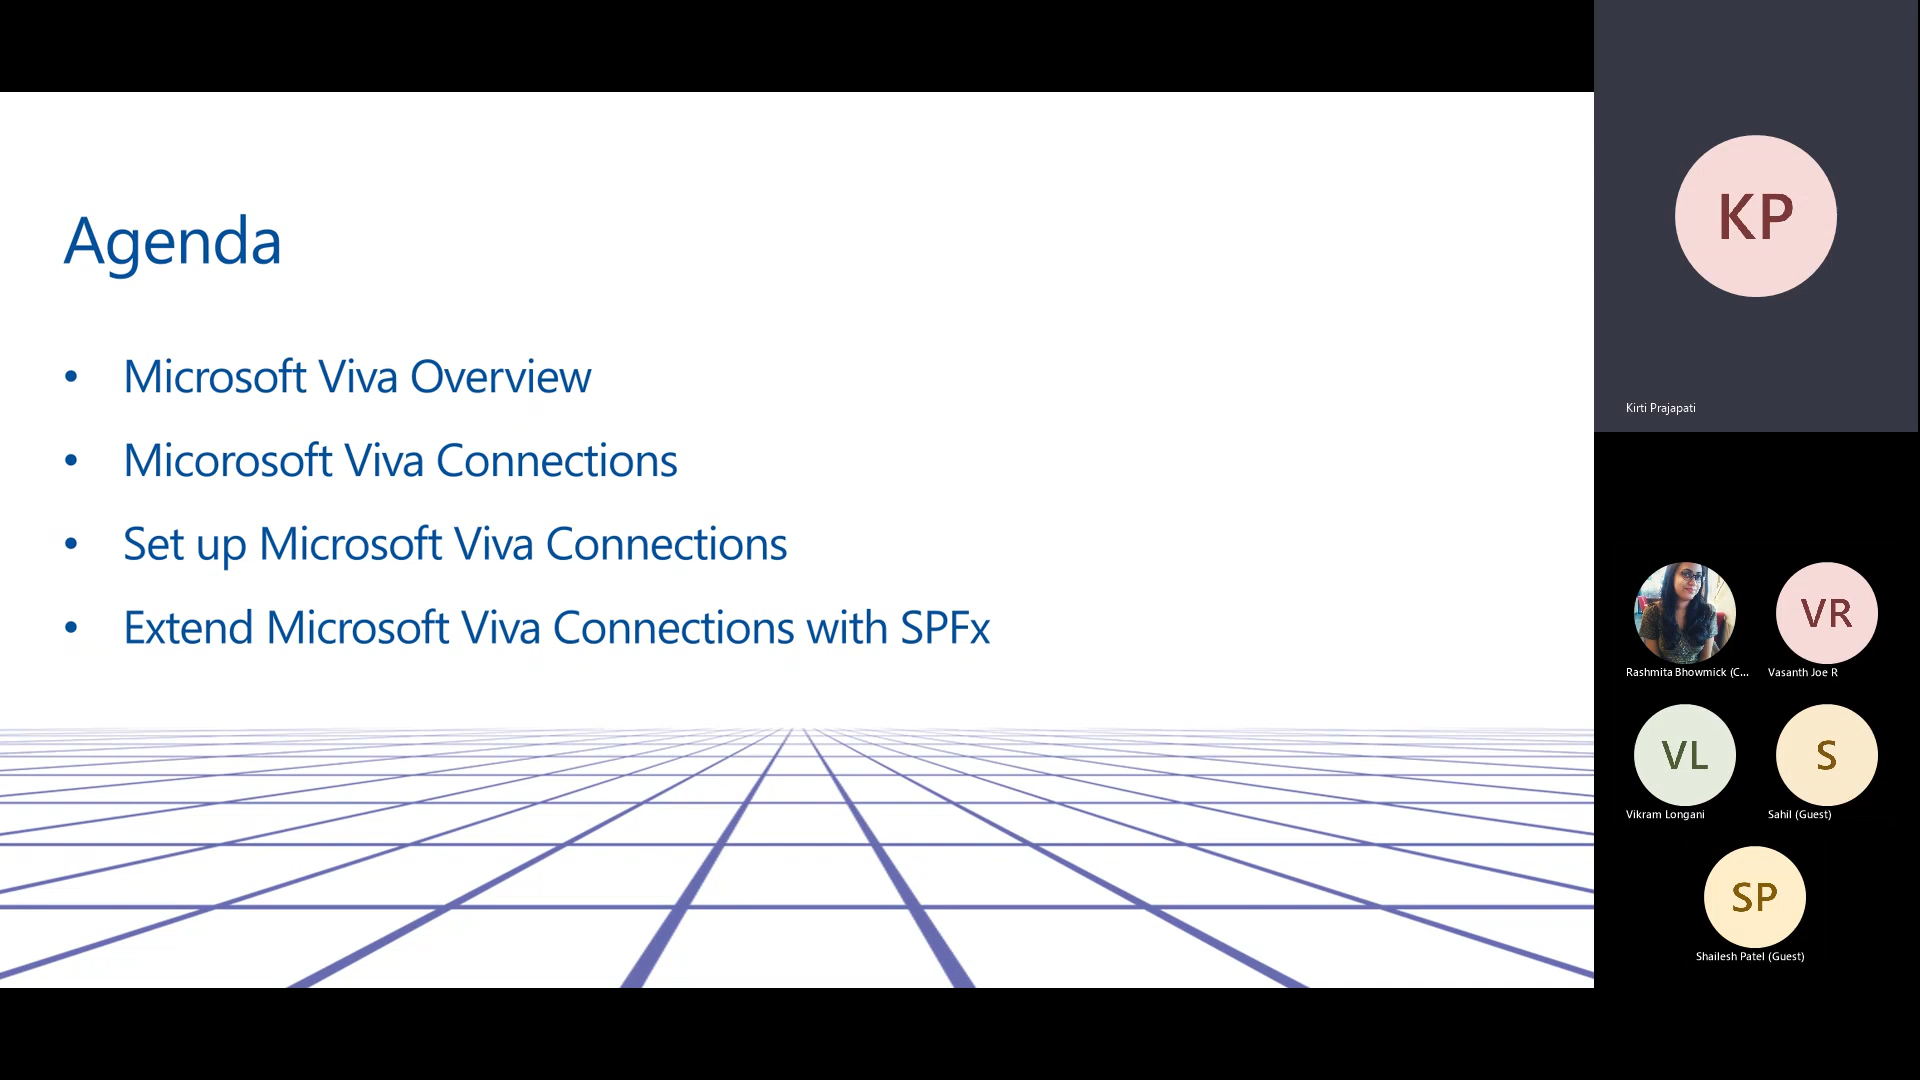 Agenda
• Microsoft Viva Overview
• Micorosoft Viva Connections
• Set up Microsoft Viva Connections
• Extend Microsoft Viva Connections with SPFx
KP
Kirti Prajapati
Rashmita Bhowmick (C...
VR
Vasanth Joe R
VL
Vikram Longani
S
Sahil (Guest)
SP
Shailesh Patel (Guest)